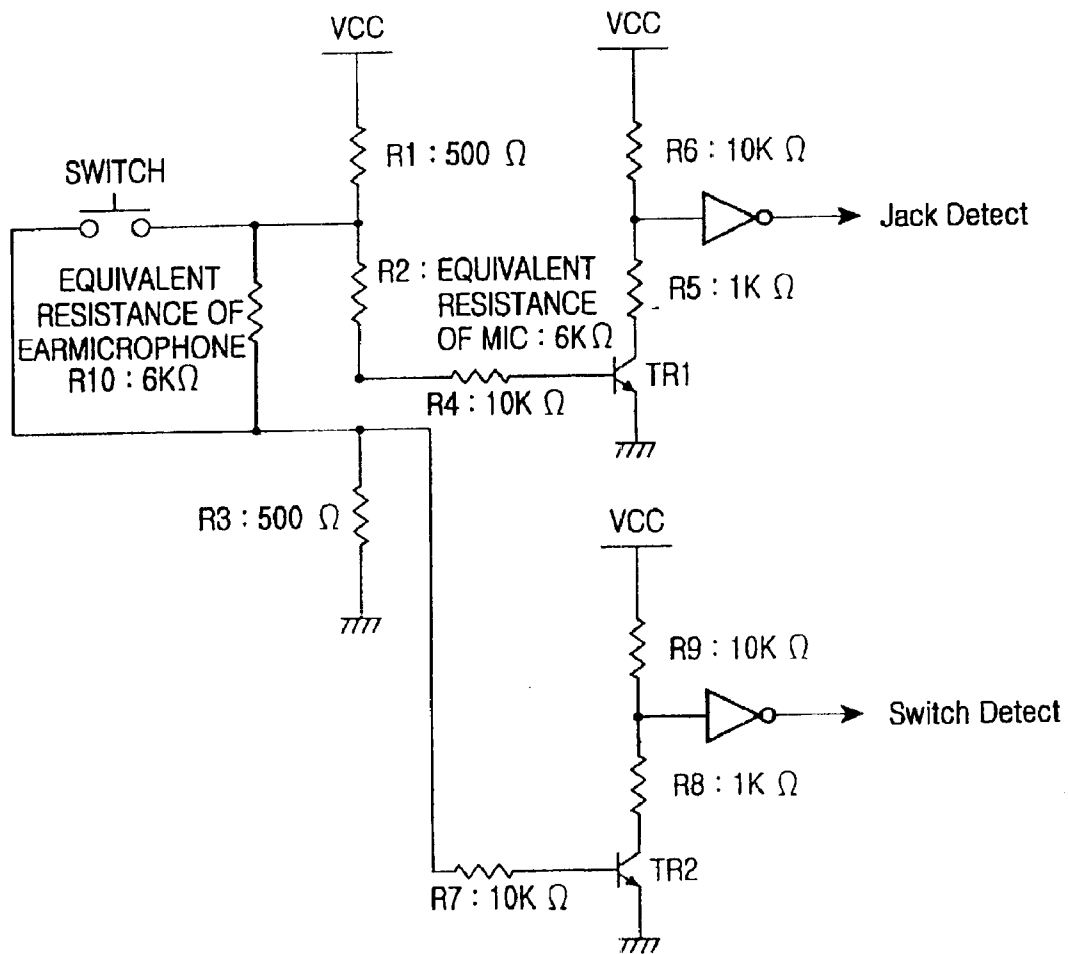 VCC
VCC
R1 : 500 Ω
R6 : 10K Ω
SWITCH
Jack Detect
EQUIVALENT
RESISTANCE OF
EARMICROPHONE
R10 : 6KΩ
R2 : EQUIVALENT
RESISTANCE
OF MIC : 6KΩ
R5 : 1K Ω
TR1
R4 : 10K Ω
R3 : 500 Ω
VCC
R9 : 10K Ω
Switch Detect
R8 : 1K Ω
TR2
R7 : 10K Ω